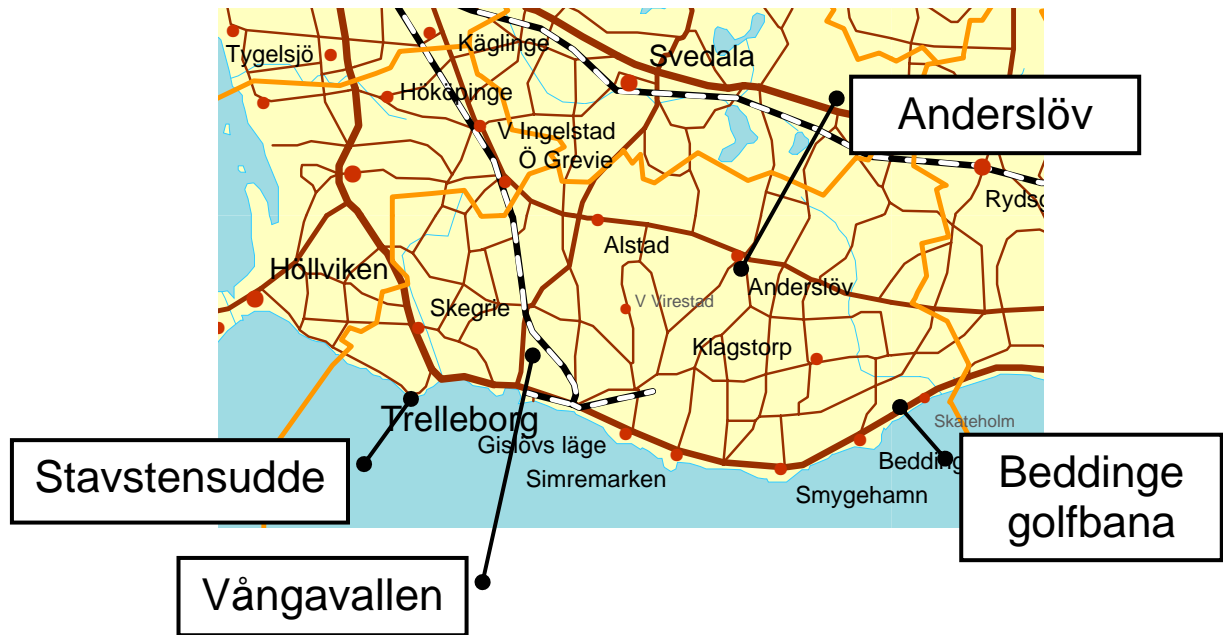 Käglinge
Tygelsjö
Svedala
Hököpinge
Anderslöv
V Ingelstad
Ö Grevie
Alstad
Höllviken
Anderslöv
V Virestad
Skegrie
Klagstorp
Trelleborg
Skateholm
Gislövs läge
Simremarken
Smygehamn
Stavstensudde
Beddinge
golfbana
Vångavallen